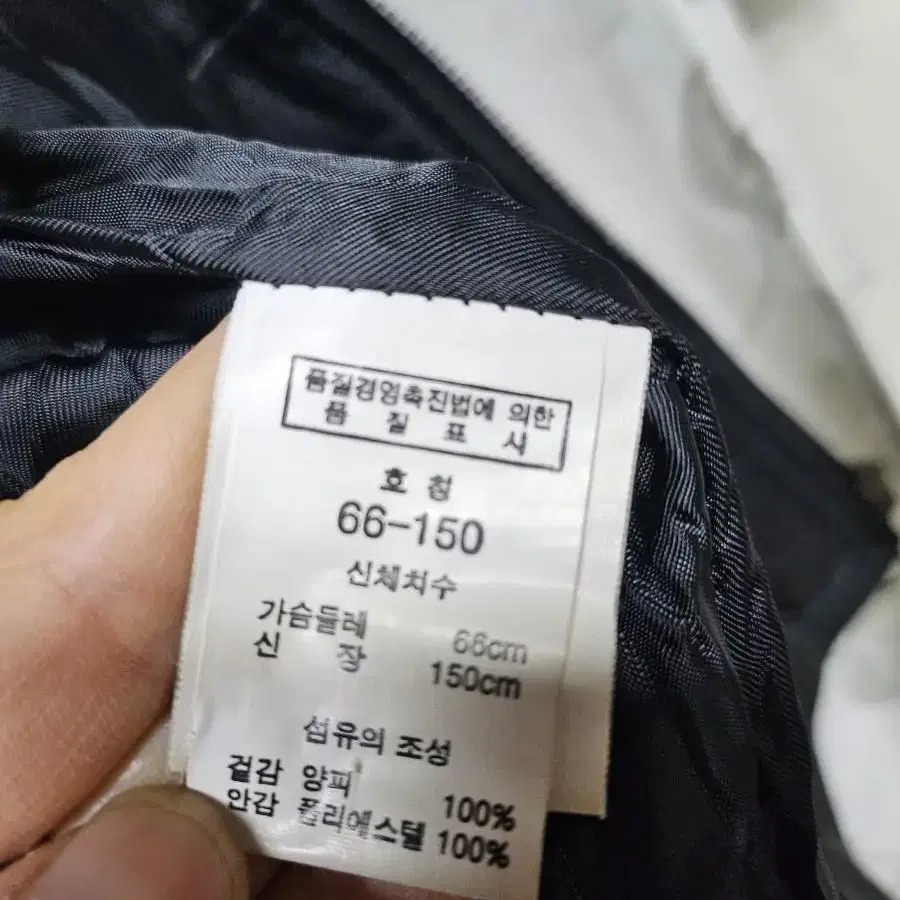 품질경영촉진법에 의한
품 질 표 시
호 칭
66-150
신체치수
가슴둘레 66cm
신 장 150cm
섬유의 조성
겉감 양피 100%
안감 폴리에스텔 100%